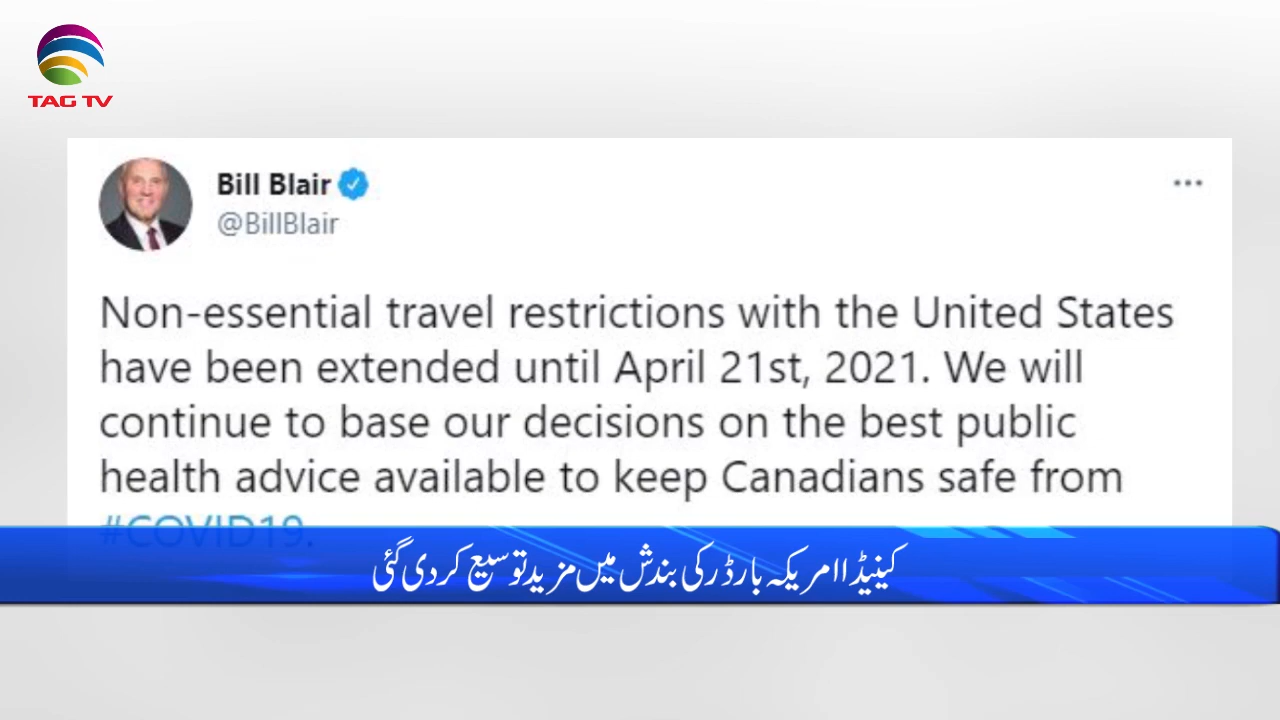 TAG TV
Bill Blair
@BillBlair
Non-essential travel restrictions with the United States
have been extended until April 21st, 2021. We will
continue to base our decisions on the best public
health advice available to keep Canadians safe from
#COVID19.
کینیڈا امریکہ بارڈر کی بندش میں مزید توسیع کر دی گئی